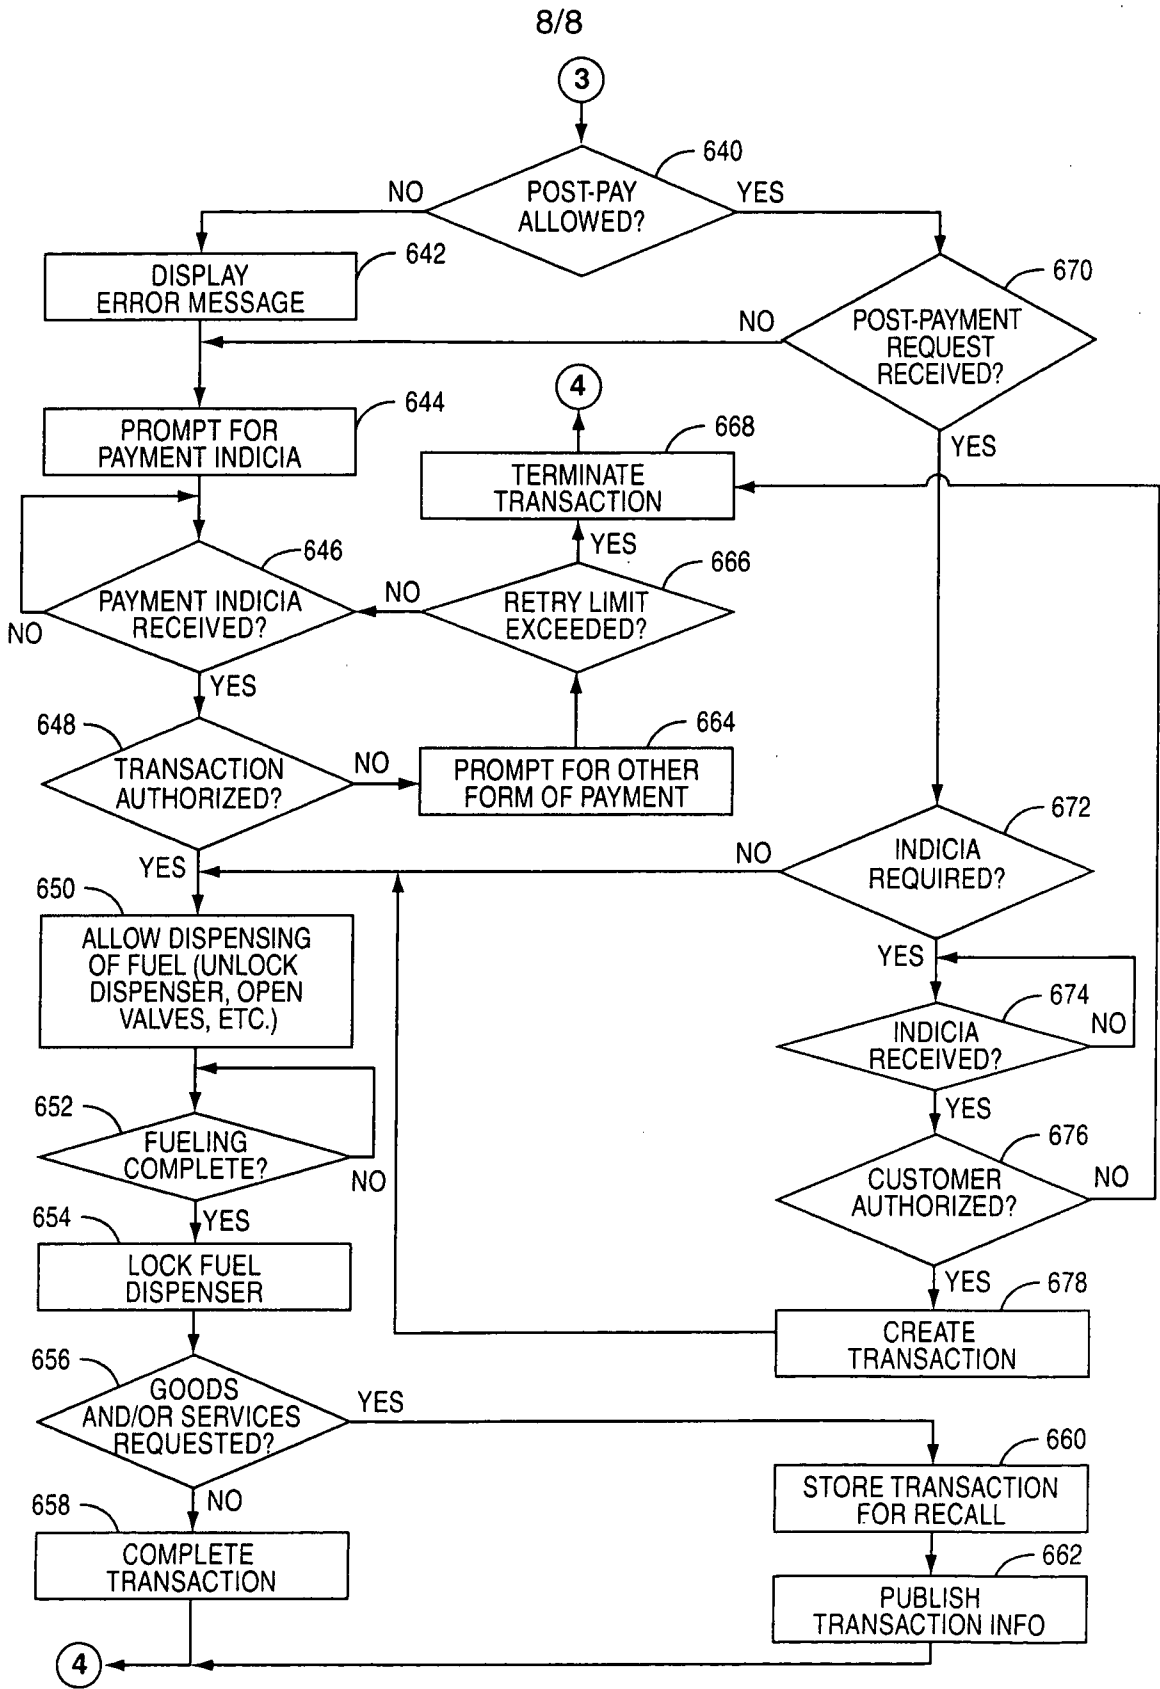 8/8
3
640
POST-PAY
ALLOWED?
NO
YES
642
DISPLAY
ERROR MESSAGE
670
POST-PAYMENT
REQUEST
RECEIVED?
NO
YES
644
PROMPT FOR
PAYMENT INDICIA
4
668
TERMINATE
TRANSACTION
YES
646
PAYMENT INDICIA
RECEIVED?
NO
YES
NO
666
RETRY LIMIT
EXCEEDED?
648
TRANSACTION
AUTHORIZED?
NO
664
PROMPT FOR OTHER
FORM OF PAYMENT
YES
NO
672
INDICIA
REQUIRED?
YES
650
ALLOW DISPENSING
OF FUEL (UNLOCK
DISPENSER, OPEN
VALVES, ETC.)
674
INDICIA
RECEIVED?
NO
YES
652
FUELING
COMPLETE?
NO
YES
676
CUSTOMER
AUTHORIZED?
NO
YES
654
LOCK FUEL
DISPENSER
678
CREATE
TRANSACTION
656
GOODS
AND/OR SERVICES
REQUESTED?
YES
NO
660
STORE TRANSACTION
FOR RECALL
658
COMPLETE
TRANSACTION
662
PUBLISH
TRANSACTION INFO
4